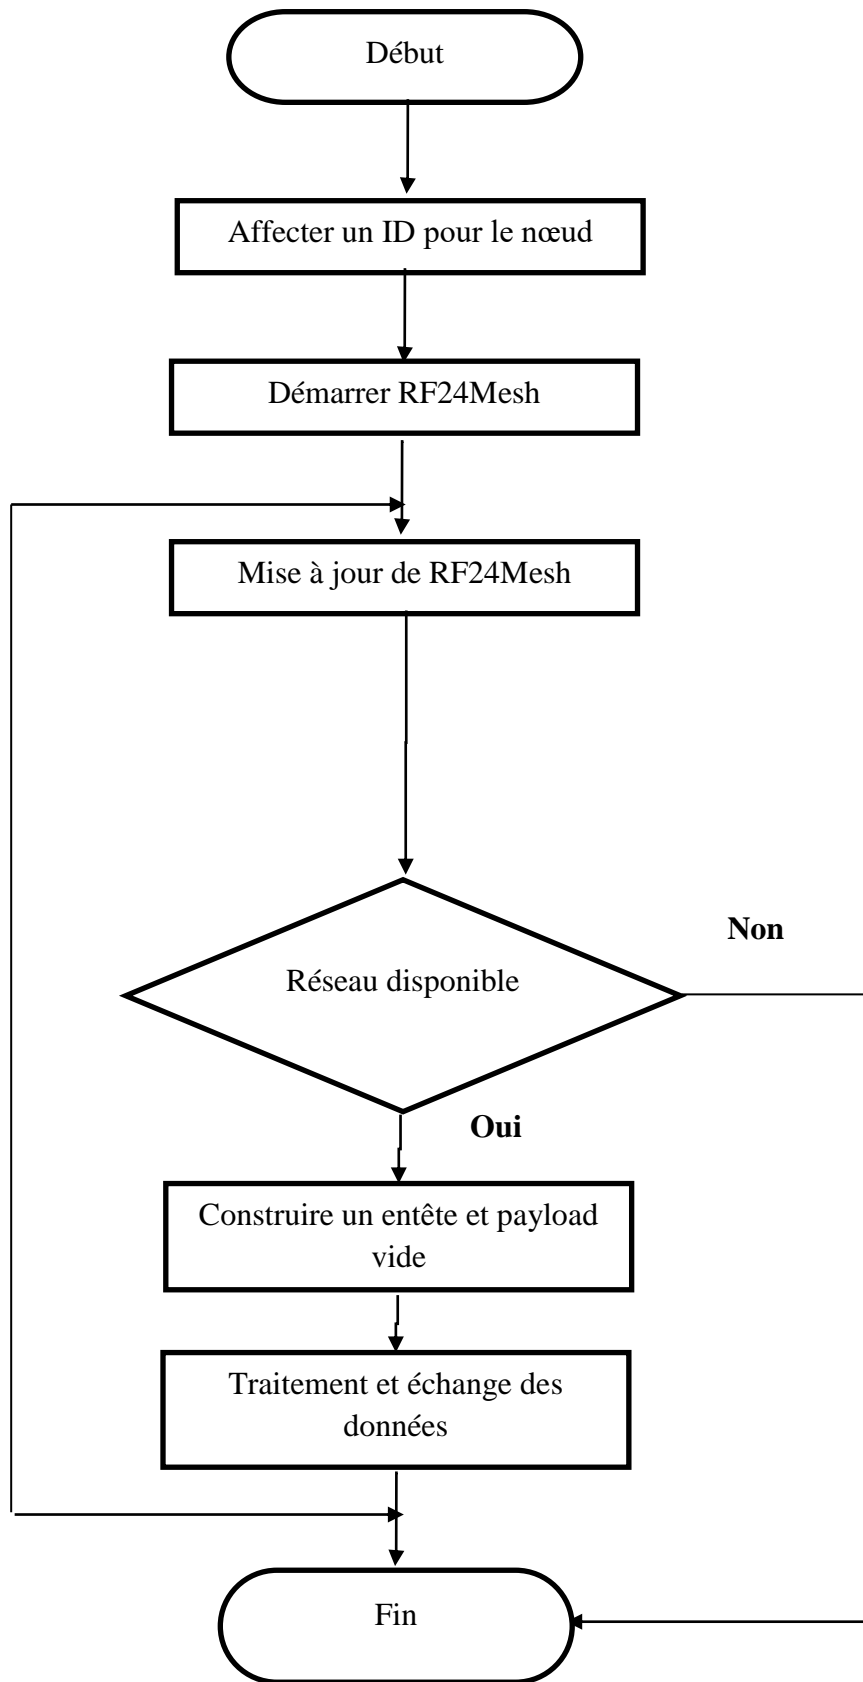 Début
Affecter un ID pour le nœud
Démarrer RF24Mesh
Mise à jour de RF24Mesh
Non
Réseau disponible
Oui
Construire un entête et payload
vide
Traitement et échange des
données
Fin